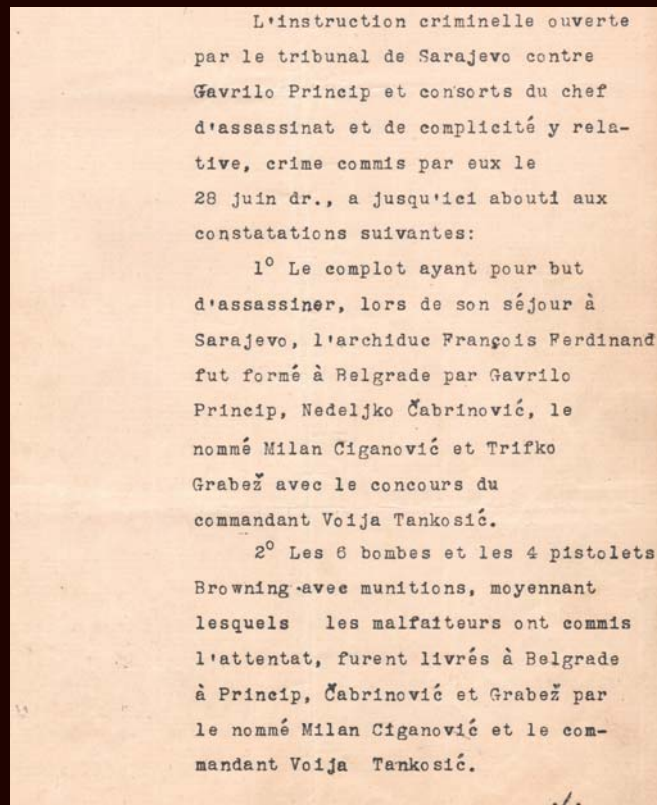 L'instruction criminelle ouverte
par le tribunal de Sarajevo contre
Gavrilo Princip et consorts du chef
d'assassinat et de complicité y rela-
tive, crime commis par eux le
28 juin dr., a jusqu'ici abouti aux
constatations suivantes:
1° Le complot ayant pour but
d'assassiner, lors de son séjour à
Sarajevo, l'archiduc François Ferdinand
fut formé à Belgrade par Gavrilo
Princip, Nedeljko Čabrinović, le
nommé Milan Ciganović et Trifko
Grabež avec le concours du
commandant Voija Tankosić.
2° Les 6 bombes et les 4 pistolets
Browning avec munitions, moyennant
lesquels les malfaiteurs ont commis
l'attentat, furent livrés à Belgrade
à Princip, Čabrinović et Grabež par
le nommé Milan Ciganović et le com-
mandant Voija Tankosić.